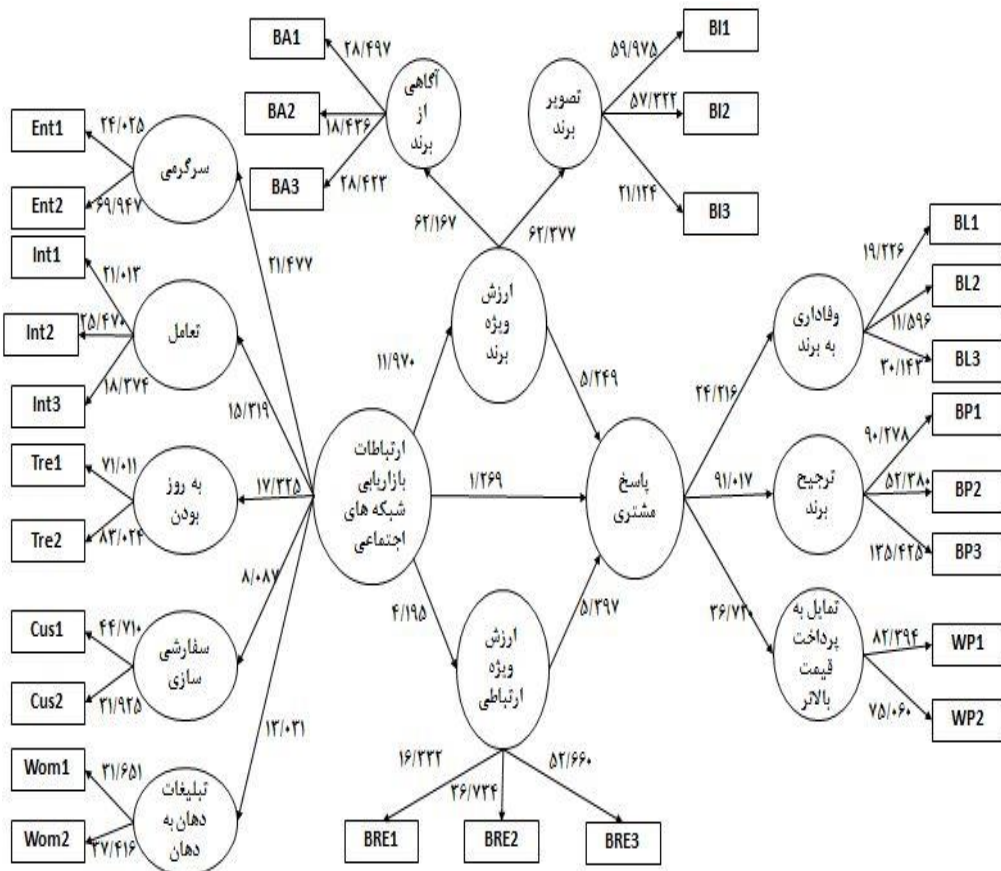 BA1
۲۸/۴۹۷
BA2
۱۸/۴۳۶
BA3
۲۸/۴۲۳
آگاهی
از
برند
۶۲/۱۶۷
تصویر
برند
۶۲/۳۷۷
۵۹/۹۷۵
BI1
۵۷/۳۲۲
BI2
۲۱/۱۲۴
BI3
Ent1
۲۴/۰۲۵
Ent2
۶۹/۹۴۷
سرگرمی
۲۱/۴۷۷
Int1
۲۱/۰۱۳
Int2
۲۵/۴۷۰
Int3
۱۸/۳۷۴
تعامل
۱۵/۳۱۹
Tre1
۷۱/۰۱۱
Tre2
۸۳/۰۲۴
به روز
بودن
۱۷/۳۲۵
Cus1
۴۴/۷۱۰
Cus2
۳۱/۹۲۵
سفارشی
سازی
۸/۰۸۷
Wom1
۳۱/۶۵۱
Wom2
۳۷/۴۱۶
تبلیغات
دهان به
دهان
۱۳/۰۳۱
ارتباطات
بازاریابی
شبکه های
اجتماعی
۱۱/۹۷۰
۱/۲۶۹
۴/۱۹۵
ارزش
ویژه
برند
۵/۲۴۹
ارزش
ویژه
ارتباطی
۵/۳۹۷
۱۶/۳۳۲
۳۶/۷۳۴
۵۲/۶۶۰
BRE1
BRE2
BRE3
پاسخ
مشتری
۲۴/۲۱۶
۹۱/۰۱۷
وفاداری
به برند
۱۹/۲۲۶
BL1
۱۱/۵۹۶
BL2
۳۰/۱۴۳
BL3
ترجیح
برند
۹۰/۲۷۸
BP1
۵۲/۳۸۰
BP2
۱۳۵/۴۲۵
BP3
تمایل به
پرداخت
قیمت
بالاتر
۸۲/۳۹۴
WP1
۷۵/۰۶۰
WP2